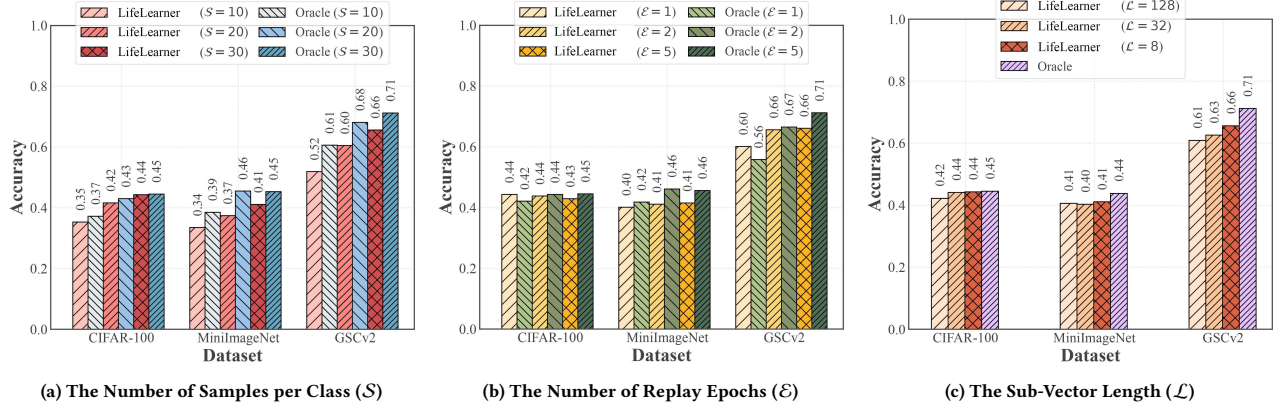 LifeLearner (S = 10) Oracle (S = 10)
LifeLearner (S = 20) Oracle (S = 20)
LifeLearner (S = 30) Oracle (S = 30)
Accuracy
1.0
0.8
0.6
0.4
0.2
0.0
0.35 0.37 0.42 0.43 0.44 0.45
0.34 0.39 0.37 0.46 0.41 0.45
0.52 0.61 0.60 0.68 0.66 0.71
CIFAR-100 MiniImageNet GSCv2
Dataset
(a) The Number of Samples per Class (S)
LifeLearner (ℰ = 1) Oracle (ℰ = 1)
LifeLearner (ℰ = 2) Oracle (ℰ = 2)
LifeLearner (ℰ = 5) Oracle (ℰ = 5)
Accuracy
1.0
0.8
0.6
0.4
0.2
0.0
0.44 0.42 0.44 0.44 0.43 0.45
0.40 0.42 0.41 0.46 0.41 0.46
0.60 0.56 0.66 0.67 0.66 0.71
CIFAR-100 MiniImageNet GSCv2
Dataset
(b) The Number of Replay Epochs (ℰ)
LifeLearner (ℒ = 128)
LifeLearner (ℒ = 32)
LifeLearner (ℒ = 8)
Oracle
Accuracy
1.0
0.8
0.6
0.4
0.2
0.0
0.42 0.44 0.44 0.45
0.41 0.40 0.41 0.44
0.61 0.63 0.66 0.71
CIFAR-100 MiniImageNet GSCv2
Dataset
(c) The Sub-Vector Length (ℒ)